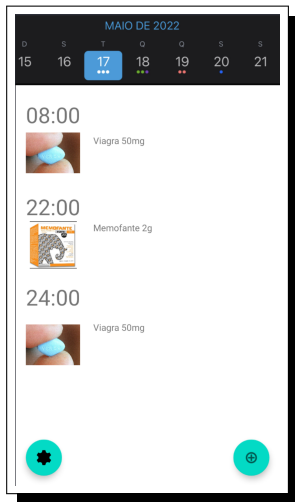 MAIO DE 2022
D S T Q Q S S
15 16 17 18 19 20 21
08:00
Viagra 50mg
22:00
MEMOFANTE
Memofante 2g
24:00
Viagra 50mg